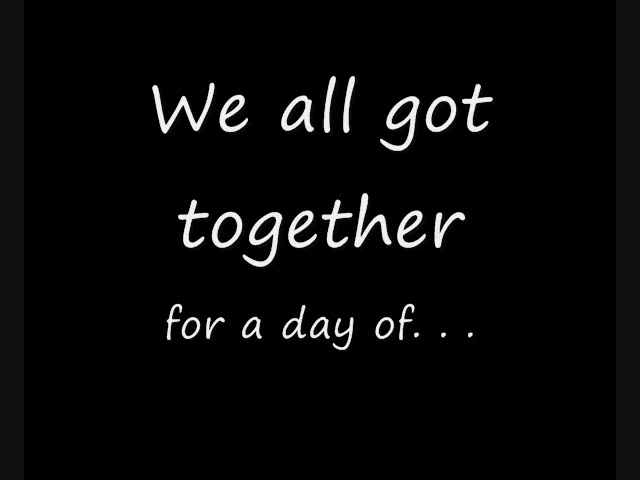 We all got
together
for a day of. . .